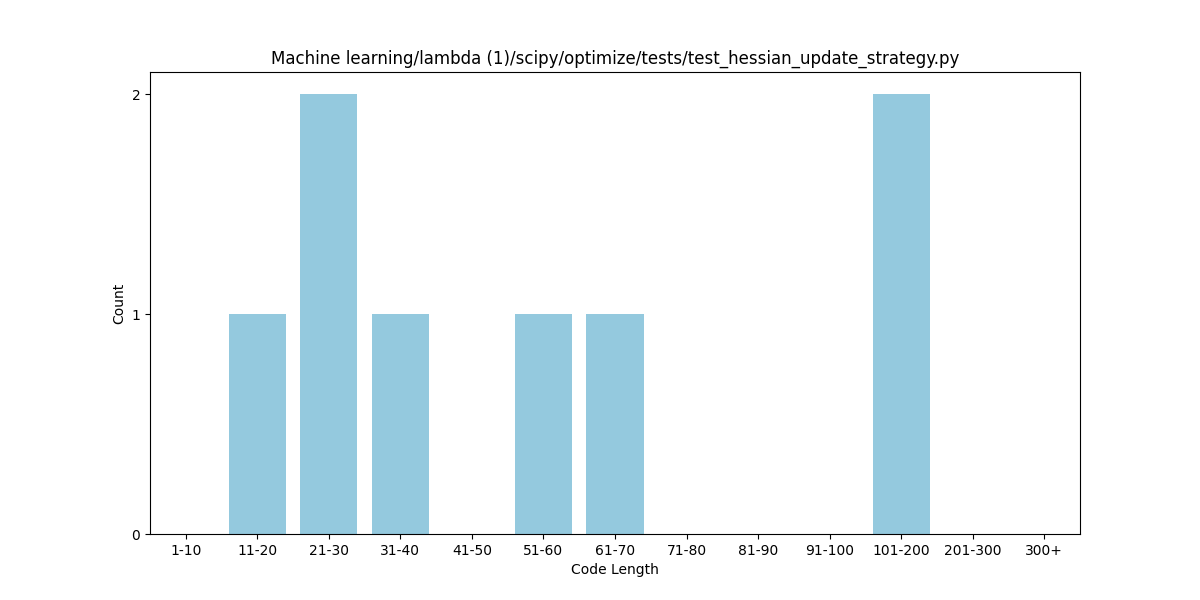 Machine learning/lambda (1)/scipy/optimize/tests/test_hessian_update_strategy.py
2
1
0
Count
1-10 11-20 21-30 31-40 41-50 51-60 61-70 71-80 81-90 91-100 101-200 201-300 300+
Code Length